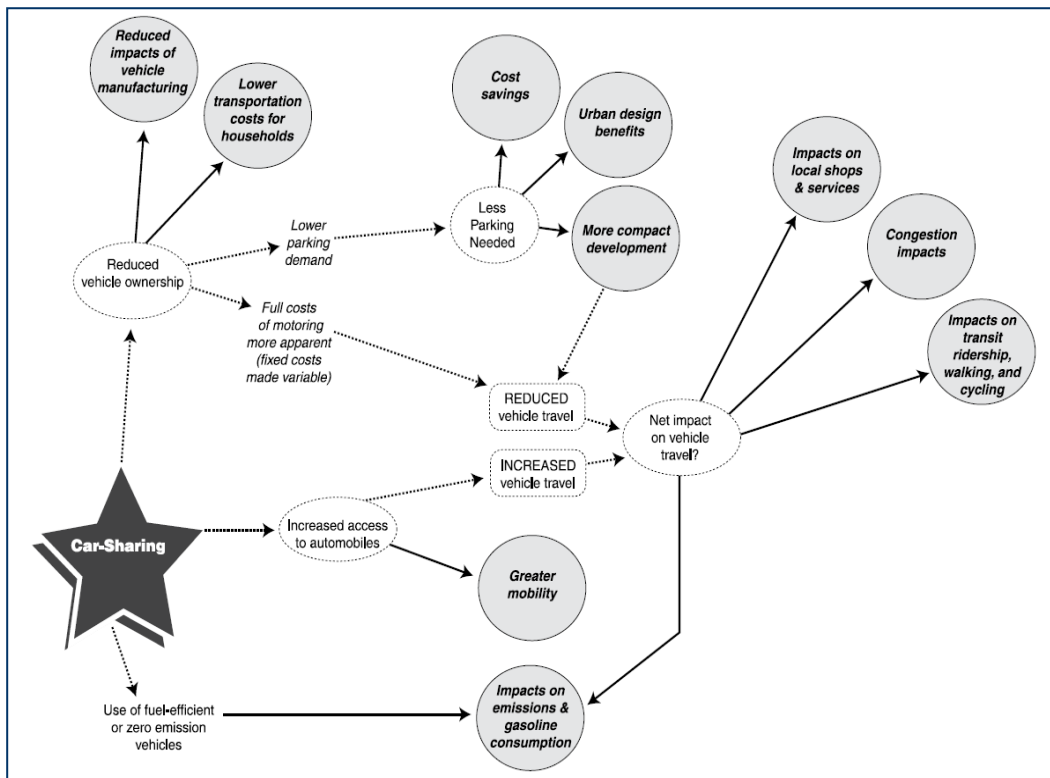 Reduced
impacts of
vehicle
manufacturing
Lower
transportation
costs for
households
Cost
savings
Urban design
benefits
Impacts on
local shops
& services
Less
Parking
Needed
Lower
parking
demand
More compact
development
Congestion
impacts
Reduced
vehicle ownership
Full costs
of motoring
more apparent
(fixed costs
made variable)
Impacts on
transit
ridership,
walking, and
cycling
REDUCED
vehicle travel
Net impact
on vehicle
travel?
INCREASED
vehicle travel
Car-Sharing
Increased access
to automobiles
Greater
mobility
Use of fuel-efficient
or zero emission
vehicles
Impacts on
emissions &
gasoline
consumption